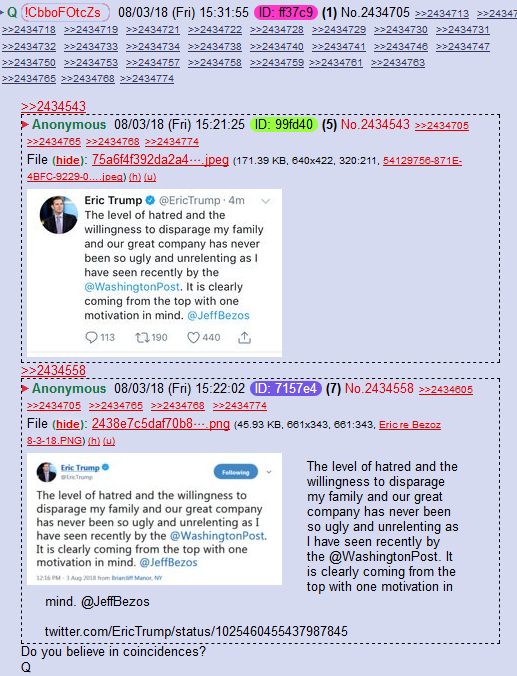 Q !CbboFOtcZs 08/03/18 (Fri) 15:31:55 ID: ff37c9 (1) No.2434705 >>2434713 >>24347
>>2434718 >>2434719 >>2434721 >>2434722 >>2434728 >>2434729 >>2434730 >>2434731
>>2434732 >>2434733 >>2434734 >>2434738 >>2434740 >>2434741 >>2434746 >>2434747
>>2434750 >>2434753 >>2434757 >>2434758 >>2434759 >>2434761 >>2434763
>>2434765 >>2434768 >>2434774
>>2434543
Anonymous 08/03/18 (Fri) 15:21:25 ID: 99fd40 (5) No.2434543 >>2434705
>>2434765 >>2434768 >>2434774
File (hide): 75a6f4f392da2a4⋯.jpeg (171.39 KB, 640x422, 320:211, 54129756-871E-
4BFC-9229-0….jpeg) (h) (u)
Eric Trump @EricTrump · 4m
The level of hatred and the
willingness to disparage my family
and our great company has never
been so ugly and unrelenting as I
have seen recently by the
@WashingtonPost. It is clearly
coming from the top with one
motivation in mind. @JeffBezos
113 190 440
>>2434558
Anonymous 08/03/18 (Fri) 15:22:02 ID: 7157e4 (7) No.2434558 >>2434605
>>2434705 >>2434765 >>2434768 >>2434774
File (hide): 2438e7c5daf70b8⋯.png (45.93 KB, 661x343, 661:343, Eric re Bezoz
8-3-18.PNG) (h) (u)
Eric Trump
@EricTrump
Following
The level of hatred and the willingness to
disparage my family and our great company
has never been so ugly and unrelenting as I
have seen recently by the @WashingtonPost.
It is clearly coming from the top with one
motivation in mind. @JeffBezos
12:16 PM - 3 Aug 2018 from Briarcliff Manor, NY
The level of hatred and the
willingness to disparage
my family and our great
company has never been
so ugly and unrelenting as
I have seen recently by
the @WashingtonPost. It
is clearly coming from the
top with one motivation in
mind. @JeffBezos
twitter.com/EricTrump/status/1025460455437987845
Do you believe in coincidences?
Q